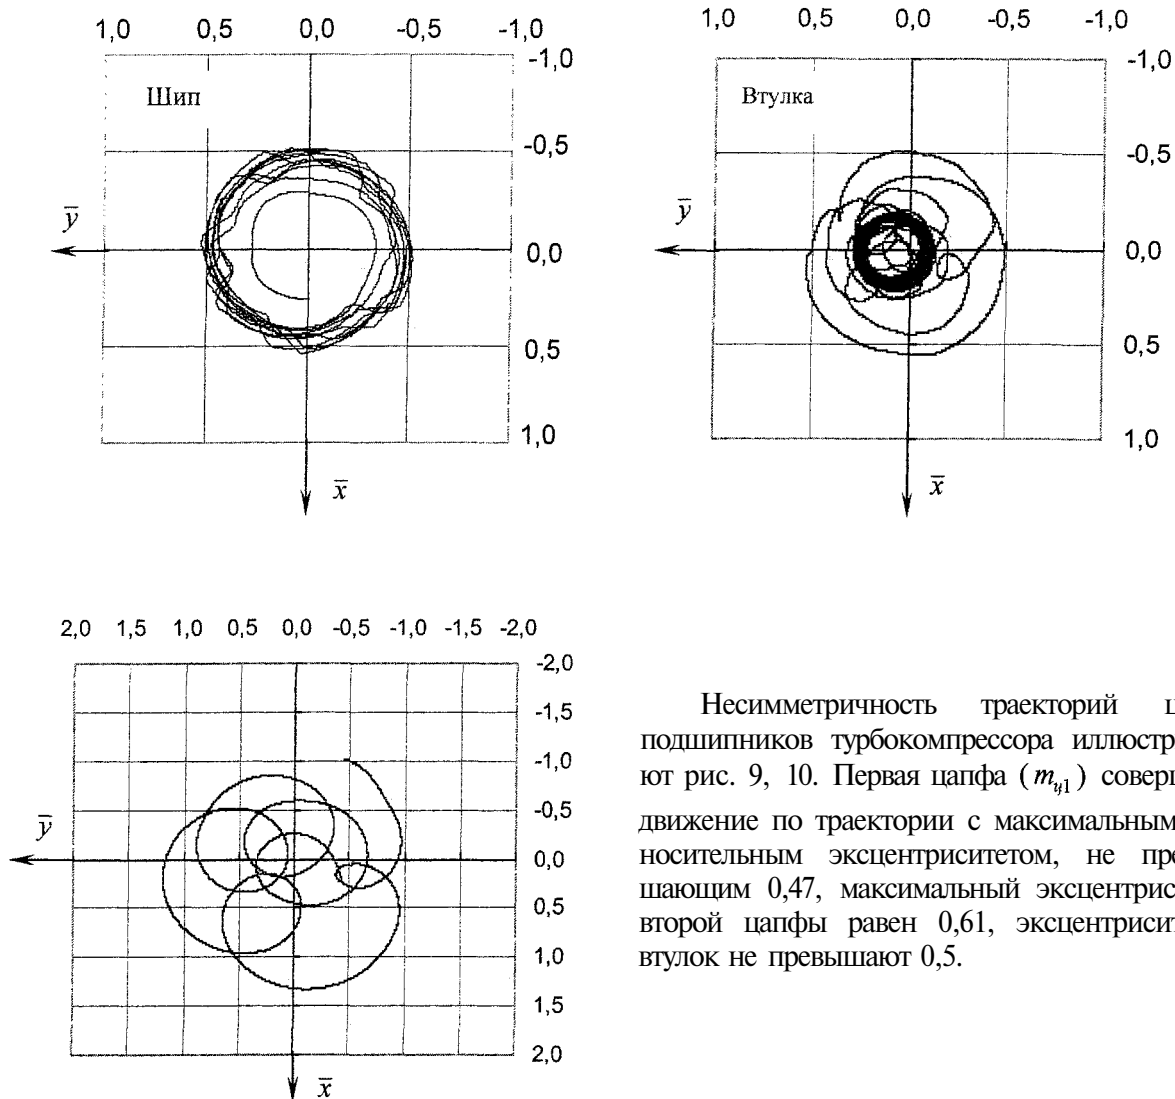 1,0 0,5 0,0 -0,5 -1,0
-1,0
Шип
-0,5
y̅
0,0
0,5
1,0
x̅
1,0 0,5 0,0 -0,5 -1,0
-1,0
Втулка
-0,5
y̅
0,0
0,5
1,0
x̅
2,0 1,5 1,0 0,5 0,0 -0,5 -1,0 -1,5 -2,0
-2,0
-1,5
-1,0
-0,5
y̅
0,0
0,5
1,0
1,5
2,0
x̅
Несимметричность траекторий ц
подшипников турбокомпрессора иллюстр
ют рис. 9, 10. Первая цапфа (m_ц1) совер
движение по траектории с максимальным
носительным эксцентриситетом, не пре
шающим 0,47, максимальный эксцентрис
второй цапфы равен 0,61, эксцентрисит
втулок не превышают 0,5.